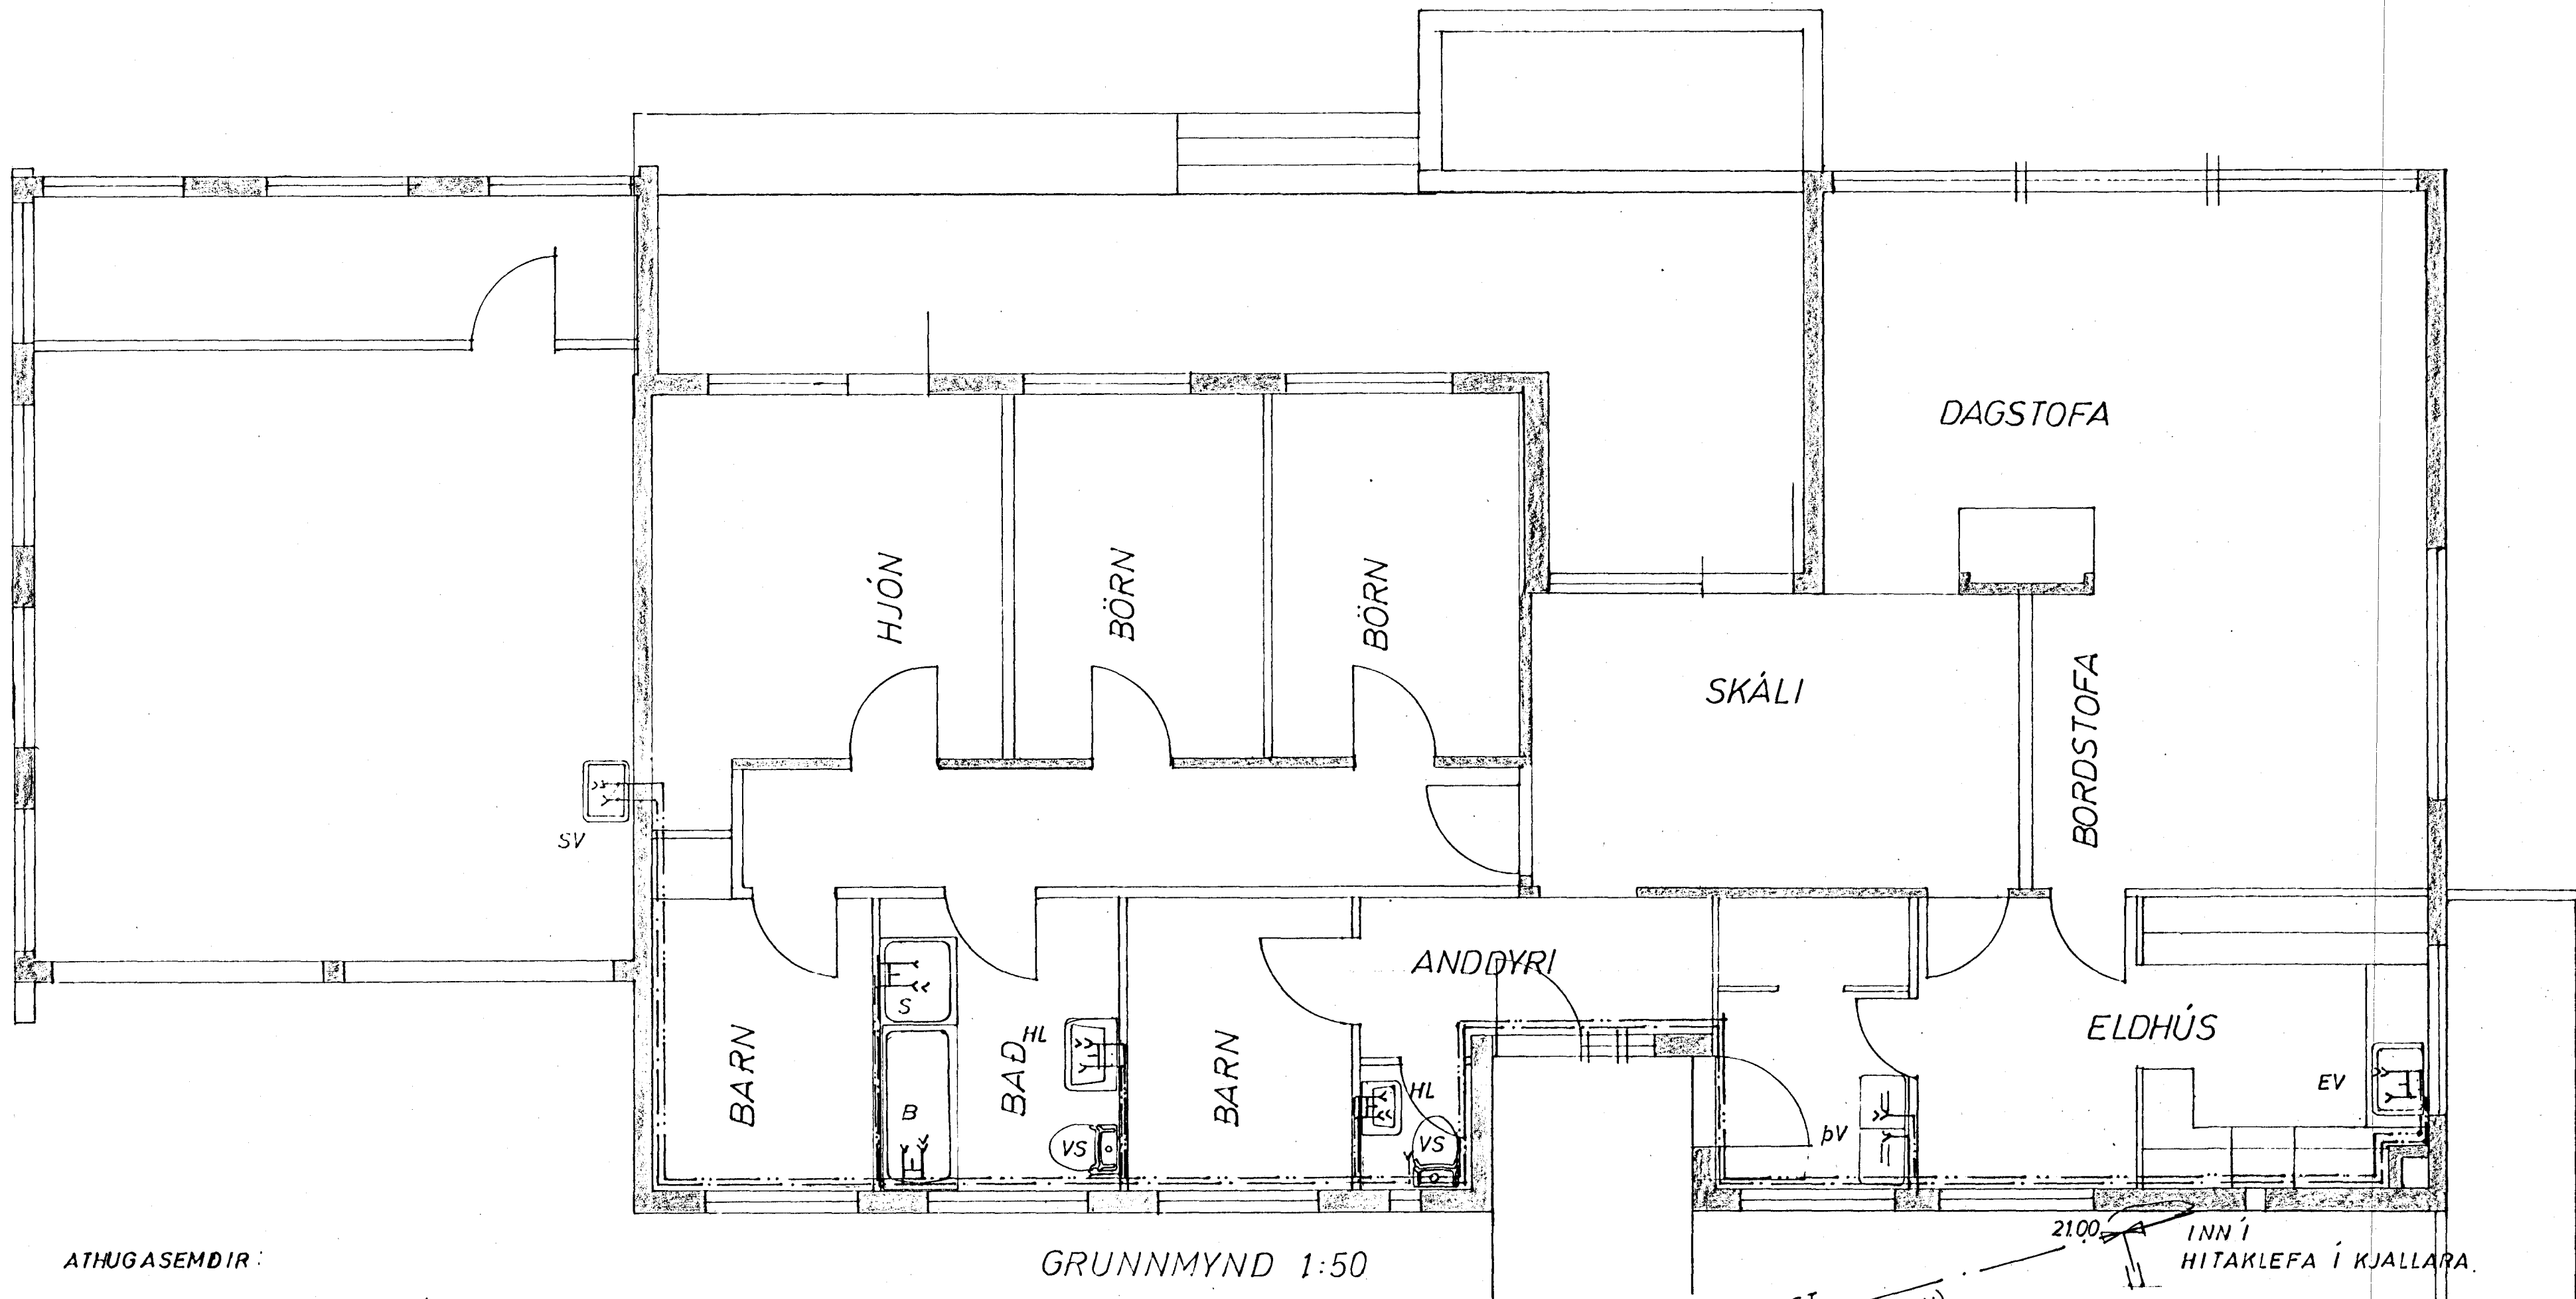 DAGSTOFA
HJÓN
BÖRN
BÖRN
SKÁLI
BORDSTOFA
SV
ANDDYRI
S
HL
BARN
BAÐ
BARN
B
VS
HL
VS
ÞV
ELDHÚS
EV
21.00
INN Í
HITAKLEFA Í KJALLARA.
ATHUGASEMDIR:
GRUNNMYND 1:50